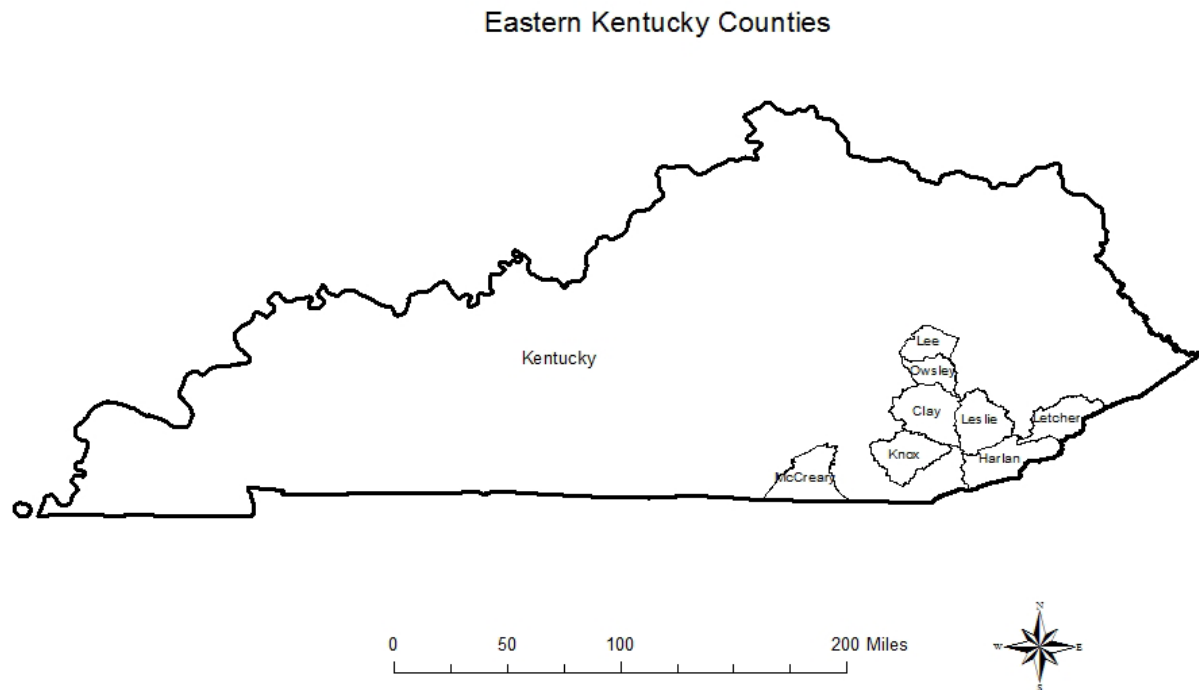 Eastern Kentucky Counties
Kentucky
Lee
Owsley
Clay
Leslie
Letcher
Knox
Harlan
McCreary
0 50 100 200 Miles
N
W E
S